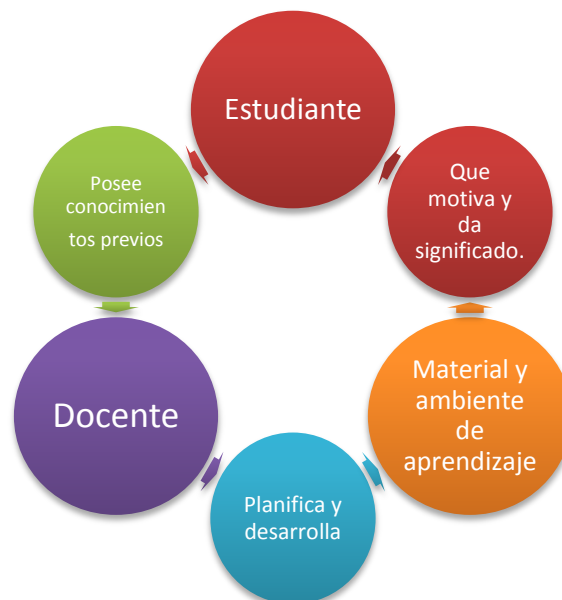 Estudiante
Posee
conocimien
tos previos
Docente
Planifica y
desarrolla
Material y
ambiente
de
aprendizaje
Que
motiva y
da
significado.